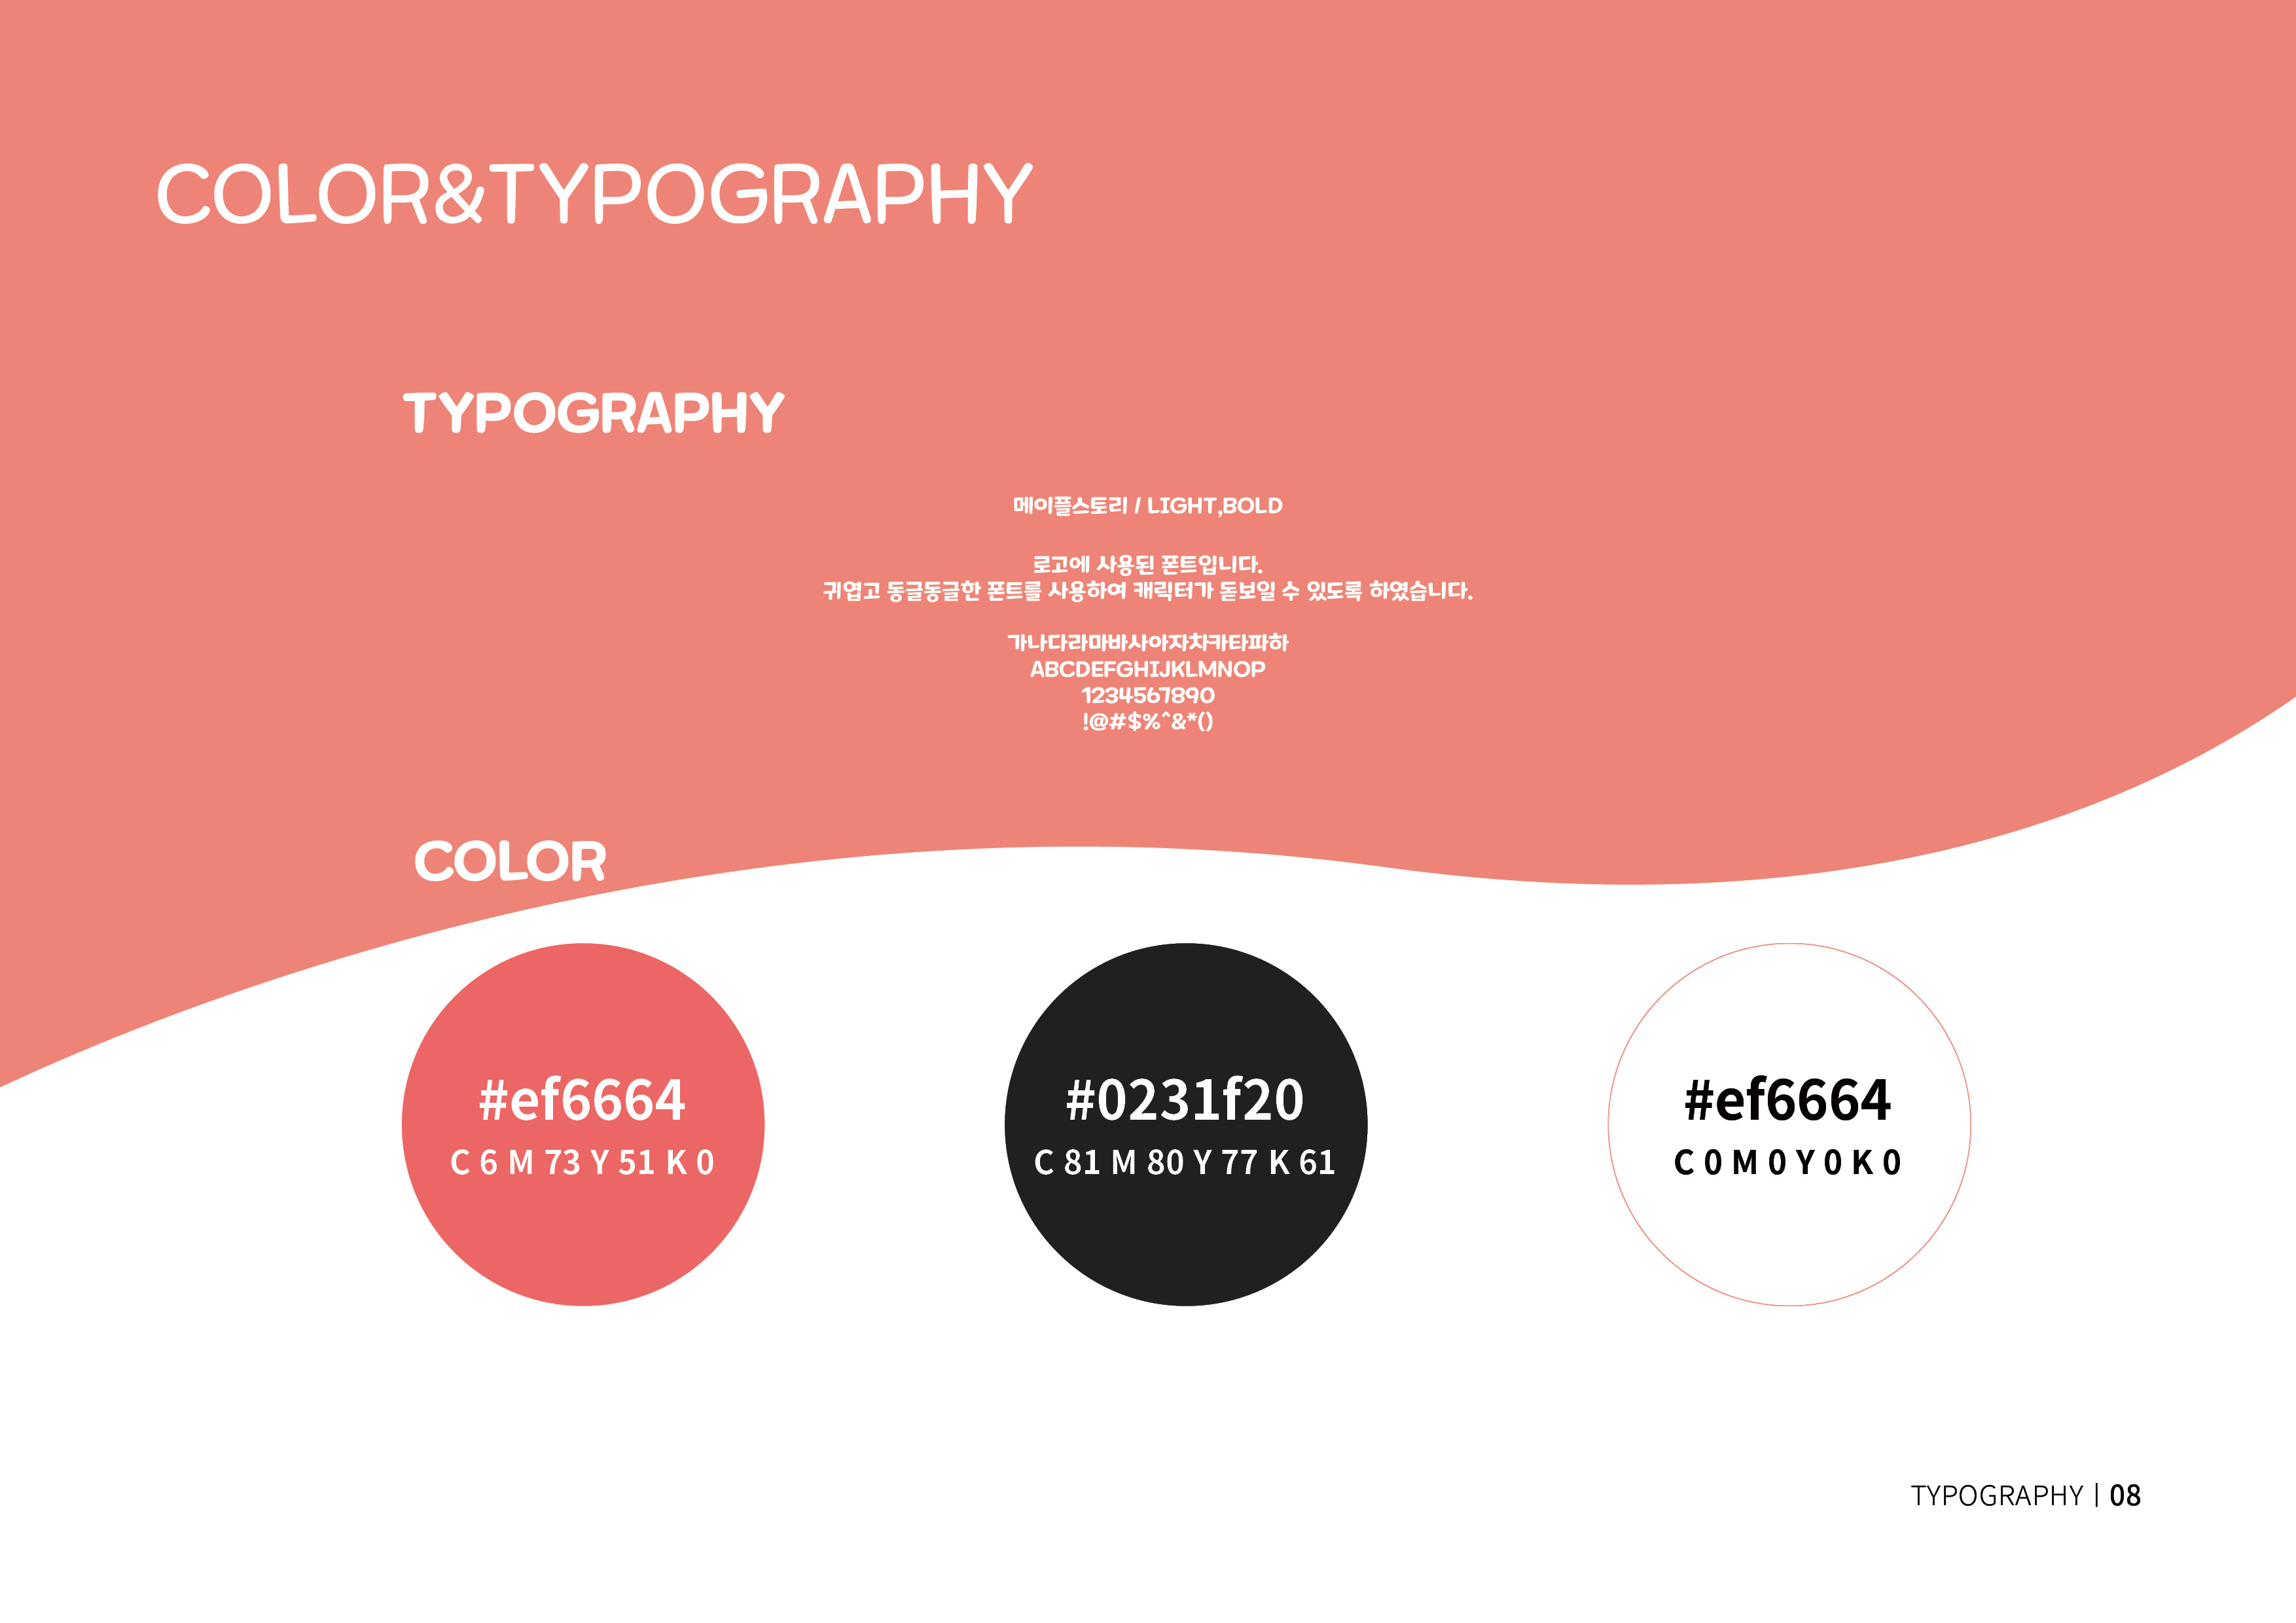 COLOR&TYPOGRAPHY
TYPOGRAPHY
메이플스토리 / LIGHT,BOLD
로고에 사용된 폰트입니다.
귀엽고 동글동글한 폰트를 사용하여 캐릭터가 돋보일 수 있도록 하였습니다.
가나다라마바사아자차카타파하
ABCDEFGHIJKLMNOP
1234567890
!@#$%^&*()
COLOR
#ef6664
C 6 M 73 Y 51 K 0
#0231f20
C 81 M 80 Y 77 K 61
#ef6664
C 0 M 0 Y 0 K 0
TYPOGRAPHY | 08